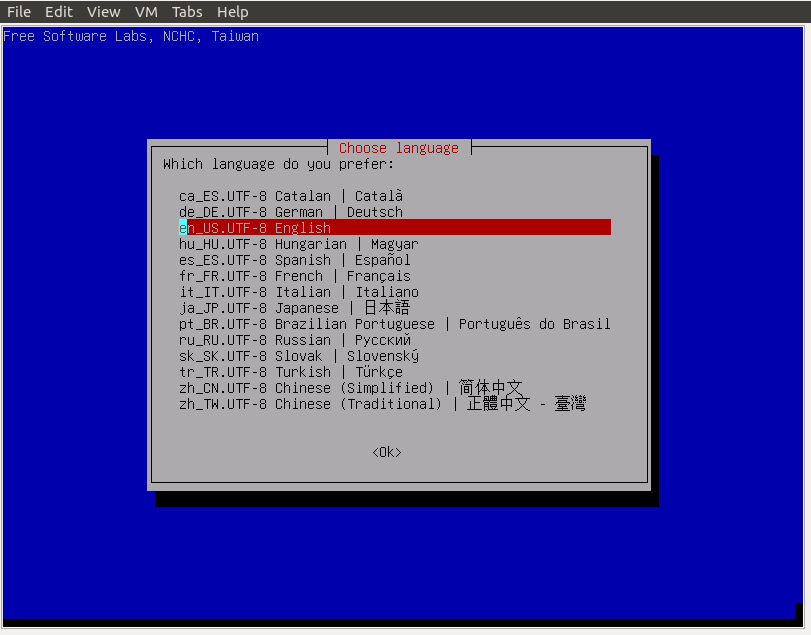 File Edit View VM Tabs Help
Free Software Labs, NCHC, Taiwan
Choose language
Which language do you prefer:
ca_ES.UTF-8 Catalan | Català
de_DE.UTF-8 German | Deutsch
en_US.UTF-8 English
hu_HU.UTF-8 Hungarian | Magyar
es_ES.UTF-8 Spanish | Español
fr_FR.UTF-8 French | Français
it_IT.UTF-8 Italian | Italiano
ja_JP.UTF-8 Japanese | 日本語
pt_BR.UTF-8 Brazilian Portuguese | Português do Brasil
ru_RU.UTF-8 Russian | Русский
sk_SK.UTF-8 Slovak | Slovenský
tr_TR.UTF-8 Turkish | Türkçe
zh_CN.UTF-8 Chinese (Simplified) | 简体中文
zh_TW.UTF-8 Chinese (Traditional) | 正體中文 - 臺灣
<Ok>